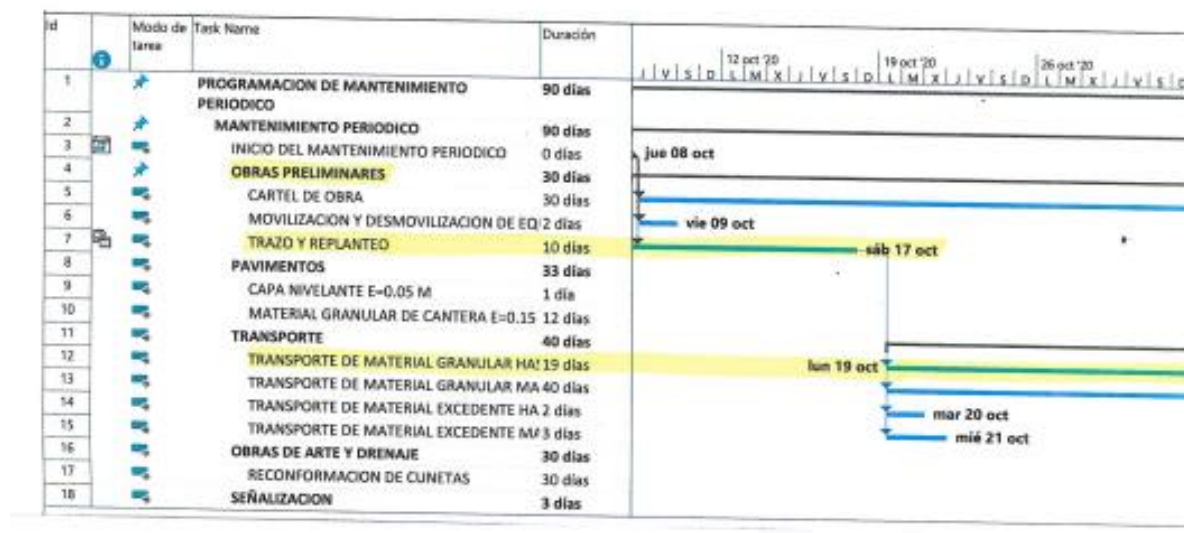 Id Modo de tarea Task Name Duración
12 oct '20 19 oct '20 26 oct '20
J V S D L M X J V S D L M X J V S D L M X J V S D
1 PROGRAMACION DE MANTENIMIENTO PERIODICO 90 días
2 MANTENIMIENTO PERIODICO 90 días
3 INICIO DEL MANTENIMIENTO PERIODICO 0 días jue 08 oct
4 OBRAS PRELIMINARES 30 días
5 CARTEL DE OBRA 30 días
6 MOVILIZACION Y DESMOVILIZACION DE EQ 2 días vie 09 oct
7 TRAZO Y REPLANTEO 10 días sáb 17 oct
8 PAVIMENTOS 33 días
9 CAPA NIVELANTE E=0.05 M 1 día
10 MATERIAL GRANULAR DE CANTERA E=0.15 12 días
11 TRANSPORTE 40 días
12 TRANSPORTE DE MATERIAL GRANULAR HAS 19 días lun 19 oct
13 TRANSPORTE DE MATERIAL GRANULAR MA 40 días
14 TRANSPORTE DE MATERIAL EXCEDENTE HA 2 días mar 20 oct
15 TRANSPORTE DE MATERIAL EXCEDENTE MA 3 días mié 21 oct
16 OBRAS DE ARTE Y DRENAJE 30 días
17 RECONFORMACION DE CUNETAS 30 días
18 SEÑALIZACION 3 días